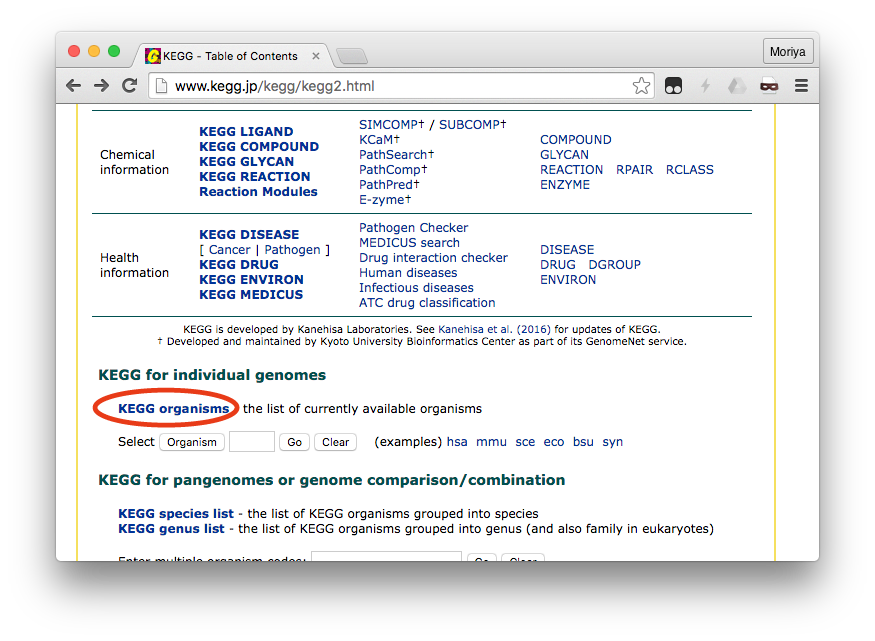 KEGG - Table of Contents
Moriya
www.kegg.jp/kegg/kegg2.html
Chemical information
KEGG LIGAND
KEGG COMPOUND
KEGG GLYCAN
KEGG REACTION
Reaction Modules
SIMCOMP† / SUBCOMP†
KCaM†
PathSearch†
PathComp†
PathPred†
E-zyme†
COMPOUND
GLYCAN
REACTION RPAIR RCLASS
ENZYME
Health information
KEGG DISEASE
[ Cancer | Pathogen ]
KEGG DRUG
KEGG ENVIRON
KEGG MEDICUS
Pathogen Checker
MEDICUS search
Drug interaction checker
Human diseases
Infectious diseases
ATC drug classification
DISEASE
DRUG DGROUP
ENVIRON
KEGG is developed by Kanehisa Laboratories. See Kanehisa et al. (2016) for updates of KEGG.
† Developed and maintained by Kyoto University Bioinformatics Center as part of its GenomeNet service.
KEGG for individual genomes
KEGG organisms the list of currently available organisms
Select Organism Go Clear (examples) hsa mmu sce eco bsu syn
KEGG for pangenomes or genome comparison/combination
KEGG species list - the list of KEGG organisms grouped into species
KEGG genus list - the list of KEGG organisms grouped into genus (and also family in eukaryotes)
Enter multiple organism codes: Go Clear